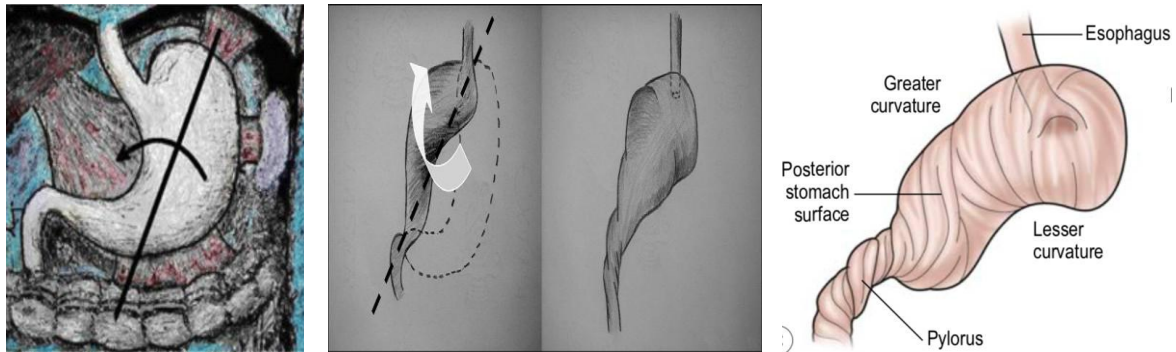 Esophagus
Greater
curvature
Posterior
stomach
surface
Lesser
curvature
Pylorus